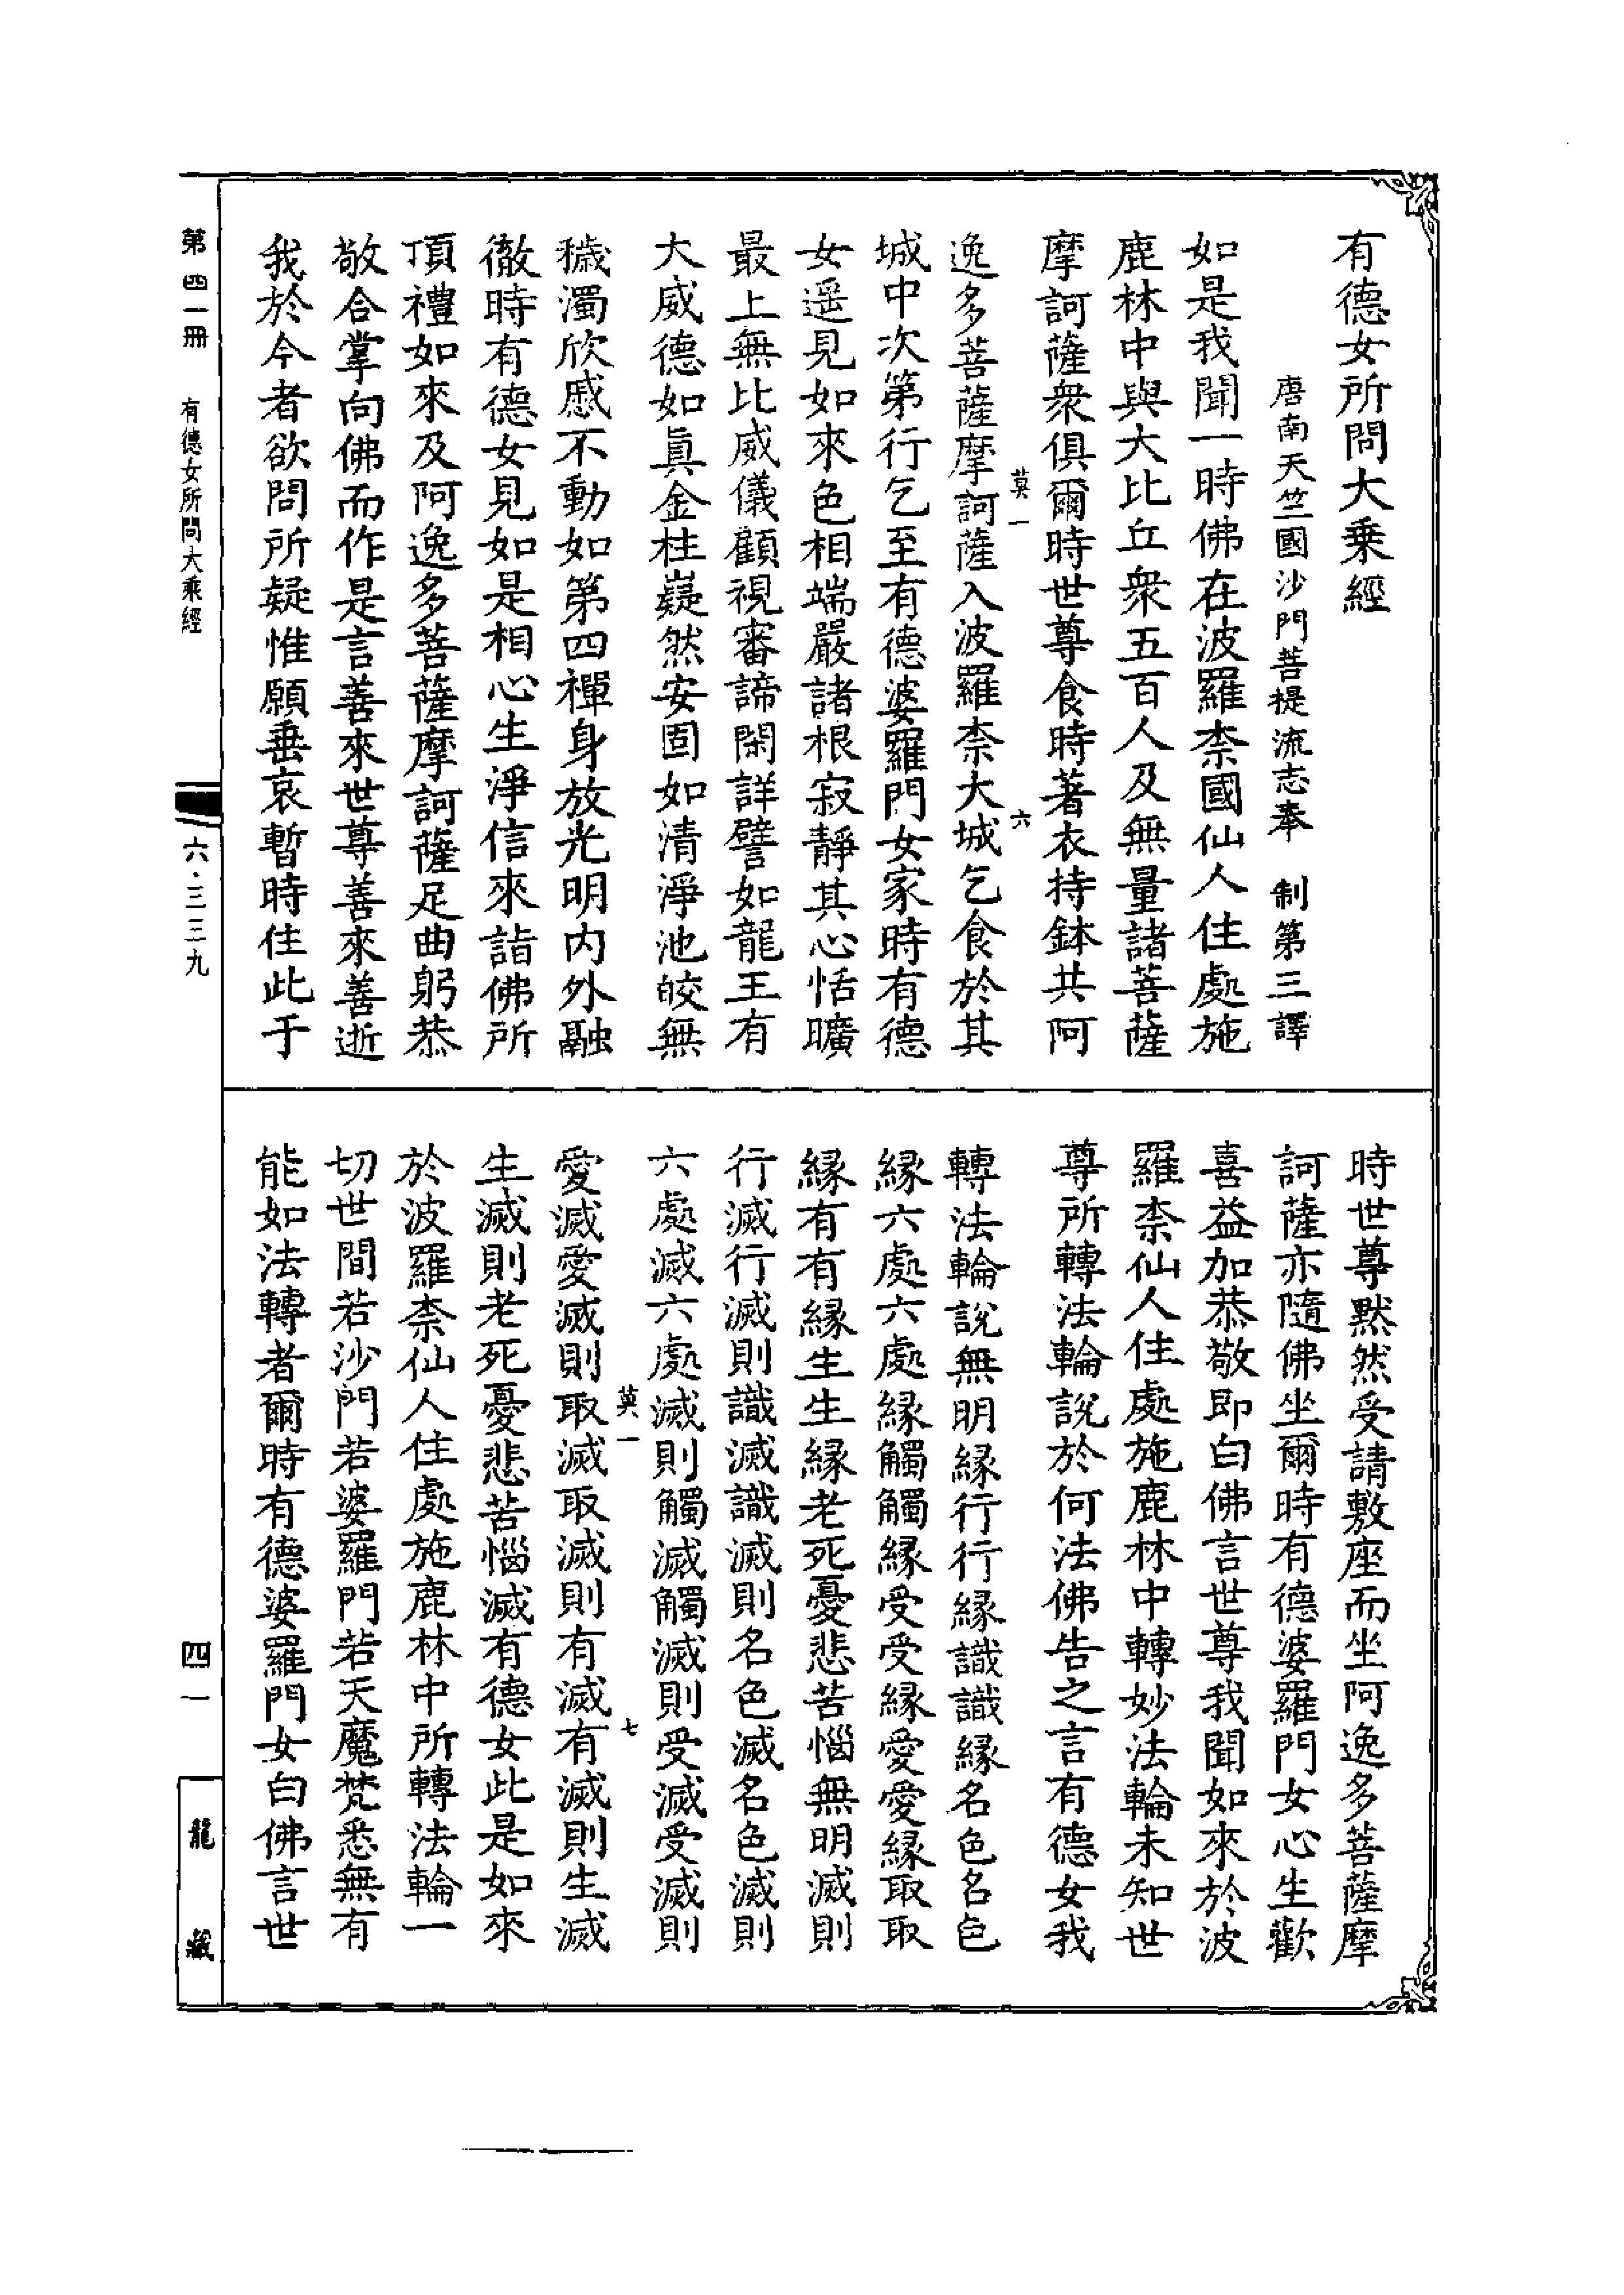 有德女所問大乘經
唐南天竺國沙門菩提流志奉　制第三譯
如是我聞一時佛在波羅柰國仙人住處施
鹿林中與大比丘衆五百人及無量諸菩薩
摩訶薩衆俱爾時世尊食時著衣持鉢共阿
莫一　六
逸多菩薩摩訶薩入波羅柰大城乞食於其
城中次第行乞至有德婆羅門女家時有德
女遥見如來色相端嚴諸根寂靜其心恬曠
最上無比威儀顧視審諦閑詳譬如龍王有
大威德如真金柱嶷然安固如清淨池皎無
穢濁欣慼不動如第四禪身放光明内外融
徹時有德女見如是相心生淨信來詣佛所
頂禮如來及阿逸多菩薩摩訶薩足曲躬恭
敬合掌向佛而作是言善來世尊善來善逝
我於今者欲問所疑惟願垂哀暫時住此于
時世尊默然受請敷座而坐阿逸多菩薩摩
訶薩亦隨佛坐爾時有德婆羅門女心生歡
喜益加恭敬即白佛言世尊我聞如來於波
羅柰仙人住處施鹿林中轉妙法輪未知世
尊所轉法輪說於何法佛告之言有德女我
轉法輪說無明緣行行緣識識緣名色名色
緣六處六處緣觸觸緣受受緣愛愛緣取取
緣有有緣生生緣老死憂悲苦惱無明滅則
行滅行滅則識滅識滅則名色滅名色滅則
六處滅六處滅則觸滅觸滅則受滅受滅則
莫一　七
愛滅愛滅則取滅取滅則有滅有滅則生滅
生滅則老死憂悲苦惱滅有德女此是如來
於波羅柰仙人住處施鹿林中所轉法輪一
切世間若沙門若婆羅門若天魔梵悉無有
能如法轉者爾時有德婆羅門女白佛言世
第四一冊　有德女所問大乘經　六·三三九　四一　龍藏